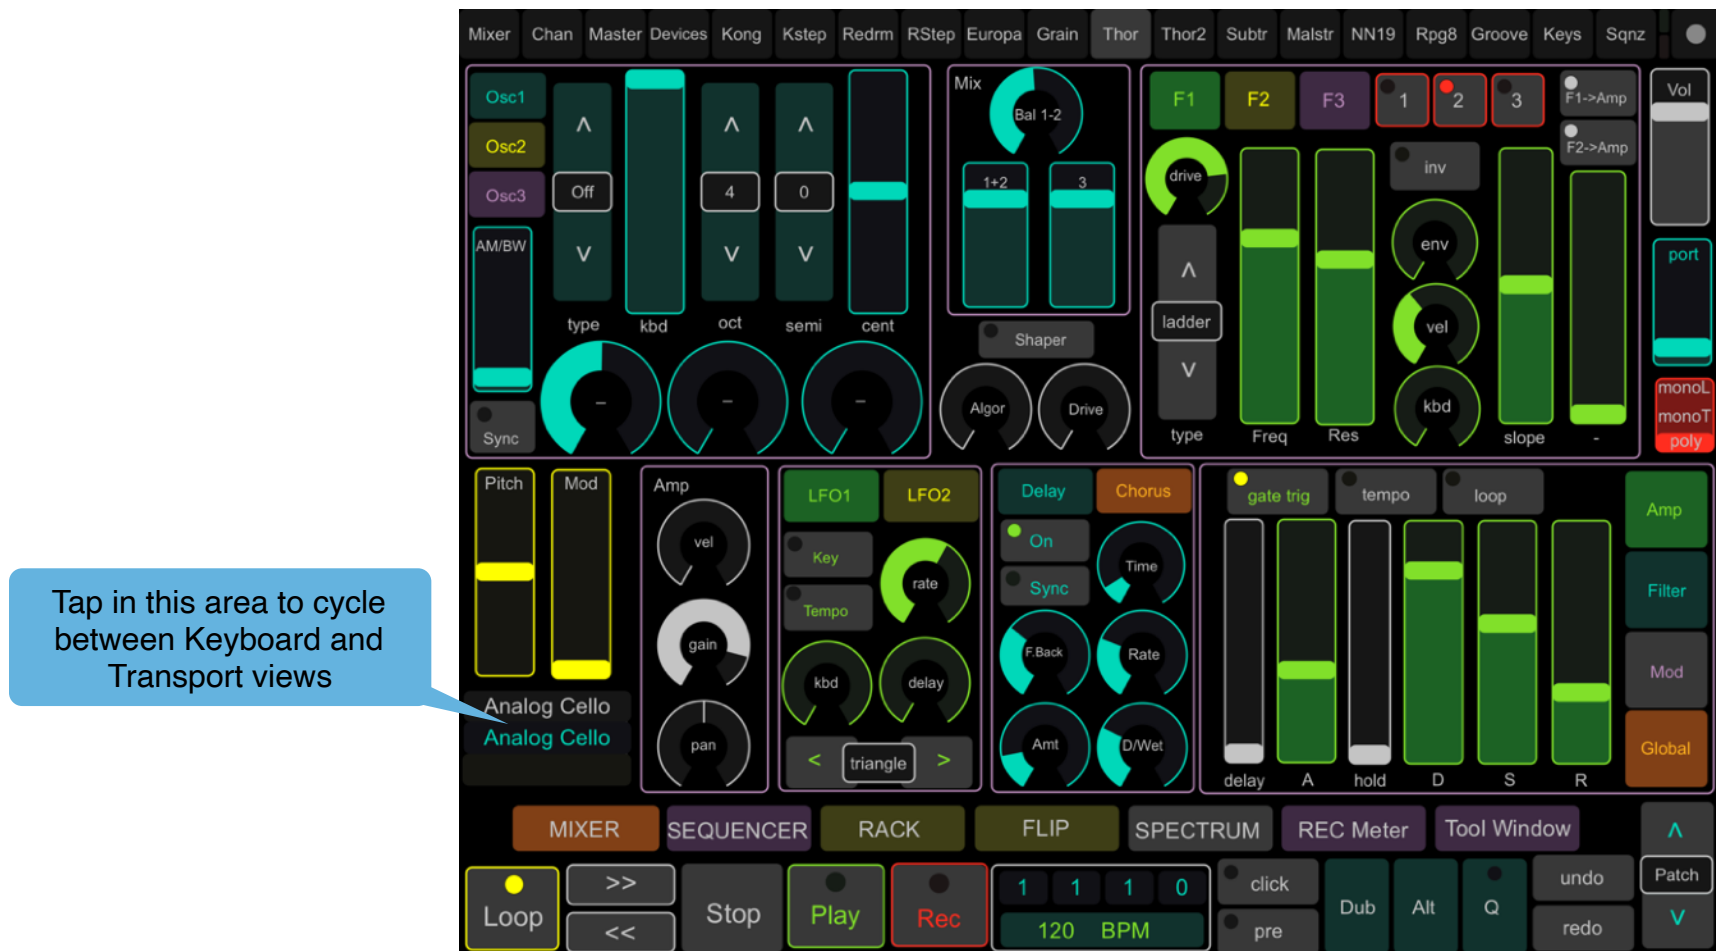 Mixer Chan Master Devices Kong Kstep Redrm RStep Europa Grain Thor Thor2 Subtr Malstr NN19 Rpg8 Groove Keys Sqnz
Osc1
Osc2
Osc3
AM/BW
Sync
^ ^ ^
Off 4 0
v v v
type kbd oct semi cent
– – –
Mix
Bal 1-2
1+2 3
Shaper
Algor Drive
F1 F2 F3 1 2 3
F1->Amp
F2->Amp
drive
inv
env
vel
kbd
^
ladder
v
type Freq Res slope -
Vol
port
monoL
monoT
poly
Pitch Mod
Analog Cello
Analog Cello
Amp
vel
gain
pan
LFO1 LFO2
Key
Tempo
rate
kbd delay
< triangle >
Delay Chorus
On
Sync
Time
F.Back Rate
Amt D/Wet
gate trig tempo loop
delay A hold D S R
Amp
Filter
Mod
Global
Tap in this area to cycle
between Keyboard and
Transport views
MIXER SEQUENCER RACK FLIP SPECTRUM REC Meter Tool Window
Loop
>>
<<
Stop
Play
Rec
1 1 1 0
120 BPM
click
pre
Dub Alt Q
undo
redo
^
Patch
v